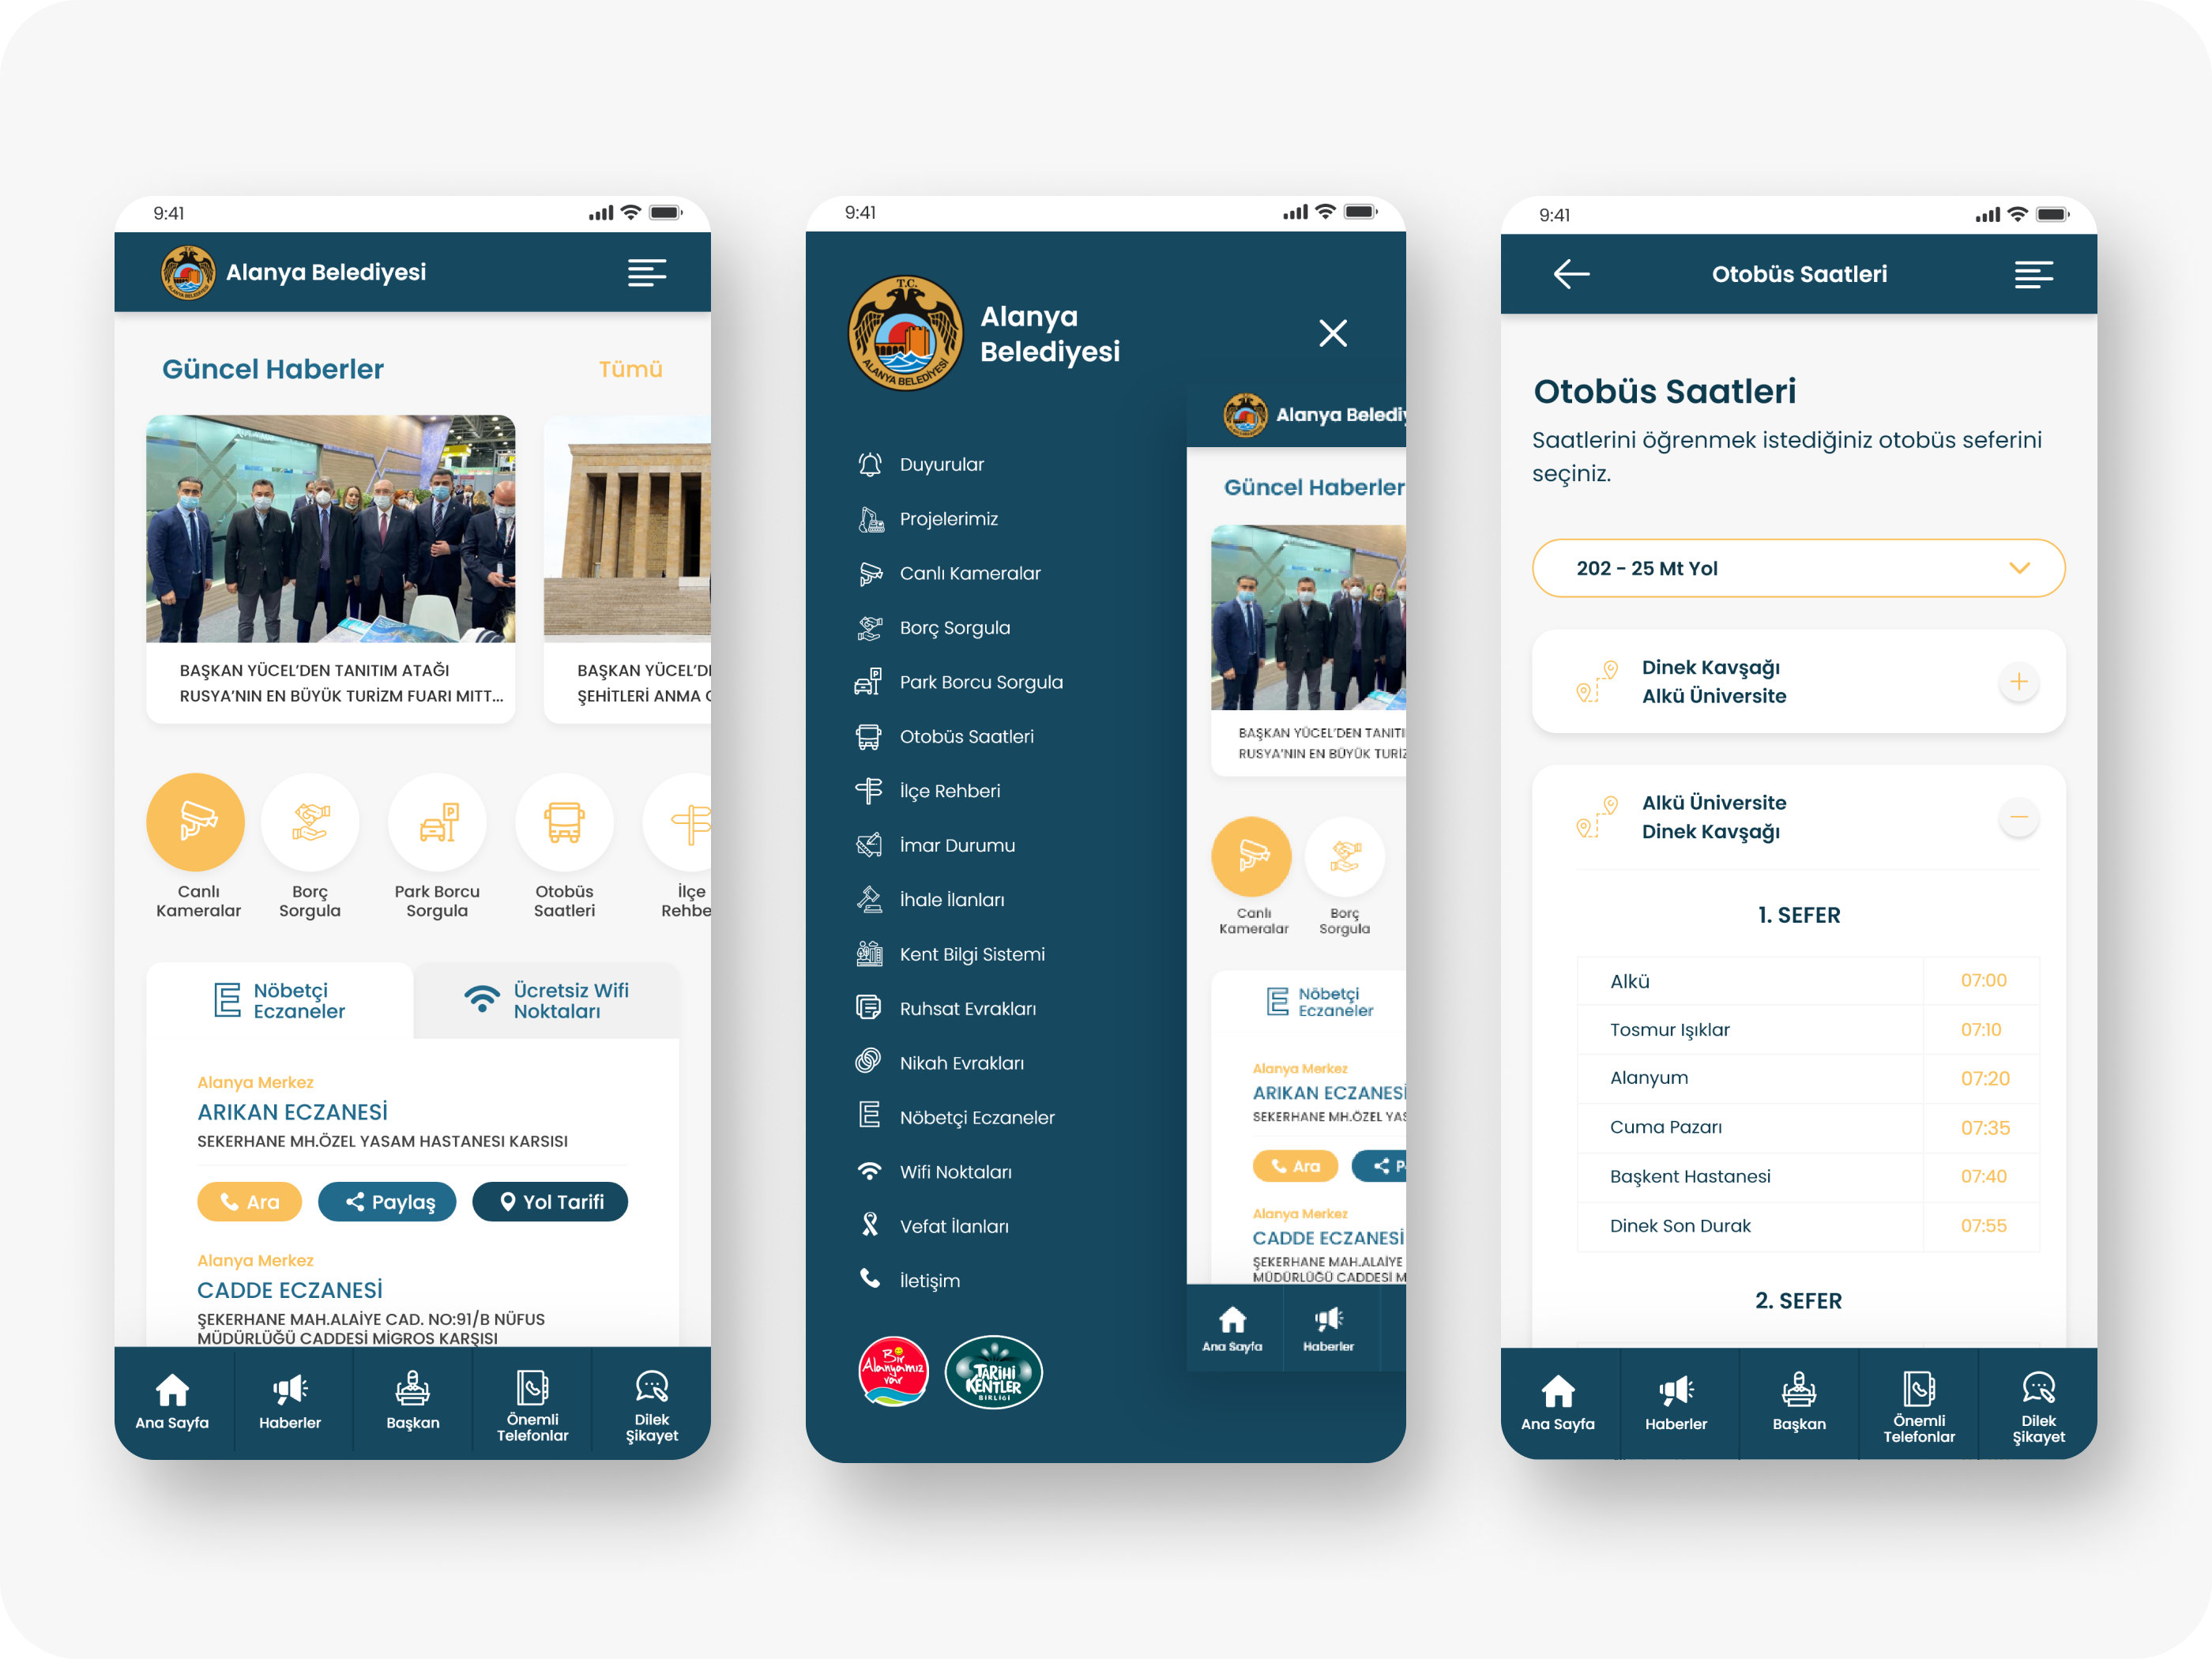 9:41
Alanya Belediyesi
Güncel Haberler
Tümü
BAŞKAN YÜCEL'DEN TANITIM ATAĞI
RUSYA'NIN EN BÜYÜK TURİZM FUARI MITT...
BAŞKAN YÜCEL'DE
ŞEHİTLERİ ANMA
Canlı
Kameralar
Borç
Sorgula
Park Borcu
Sorgula
Otobüs
Saatleri
İlçe
Rehbe
Nöbetçi
Eczaneler
Ücretsiz Wifi
Noktaları
Alanya Merkez
ARIKAN ECZANESİ
SEKERHANE MH.ÖZEL YASAM HASTANESI KARSISI
Ara
Paylaş
Yol Tarifi
Alanya Merkez
CADDE ECZANESİ
ŞEKERHANE MAH.ALAİYE CAD. NO:91/B NÜFUS
MÜDÜRLÜĞÜ CADDESİ MİGROS KARŞISI
Ana Sayfa
Haberler
Başkan
Önemli
Telefonlar
Dilek
Şikayet
9:41
T.C.
ALANYA BELEDİYESİ
Alanya
Belediyesi
Duyurular
Projelerimiz
Canlı Kameralar
Borç Sorgula
Park Borcu Sorgula
Otobüs Saatleri
İlçe Rehberi
İmar Durumu
İhale İlanları
Kent Bilgi Sistemi
Ruhsat Evrakları
Nikah Evrakları
Nöbetçi Eczaneler
Wifi Noktaları
Vefat İlanları
İletişim
Bir
Alanyamız
var
TARİHİ
KENTLER
BİRLİĞİ
Alanya Belediy
Güncel Haberler
BAŞKAN YÜCEL'DEN TANITI
RUSYA'NIN EN BÜYÜK TURİZ
Canlı
Kameralar
Borç
Sorgula
Nöbetçi
Eczaneler
Alanya Merkez
ARIKAN ECZANESİ
SEKERHANE MH.ÖZEL YAS
Ara
P
Alanya Merkez
CADDE ECZANESİ
ŞEKERHANE MAH.ALAİYE
MÜDÜRLÜĞÜ CADDESİ M
Ana Sayfa
Haberler
9:41
Otobüs Saatleri
Otobüs Saatleri
Saatlerini öğrenmek istediğiniz otobüs seferini
seçiniz.
202 - 25 Mt Yol
Dinek Kavşağı
Alkü Üniversite
Alkü Üniversite
Dinek Kavşağı
1. SEFER
Alkü 07:00
Tosmur Işıklar 07:10
Alanyum 07:20
Cuma Pazarı 07:35
Başkent Hastanesi 07:40
Dinek Son Durak 07:55
2. SEFER
Ana Sayfa
Haberler
Başkan
Önemli
Telefonlar
Dilek
Şikayet